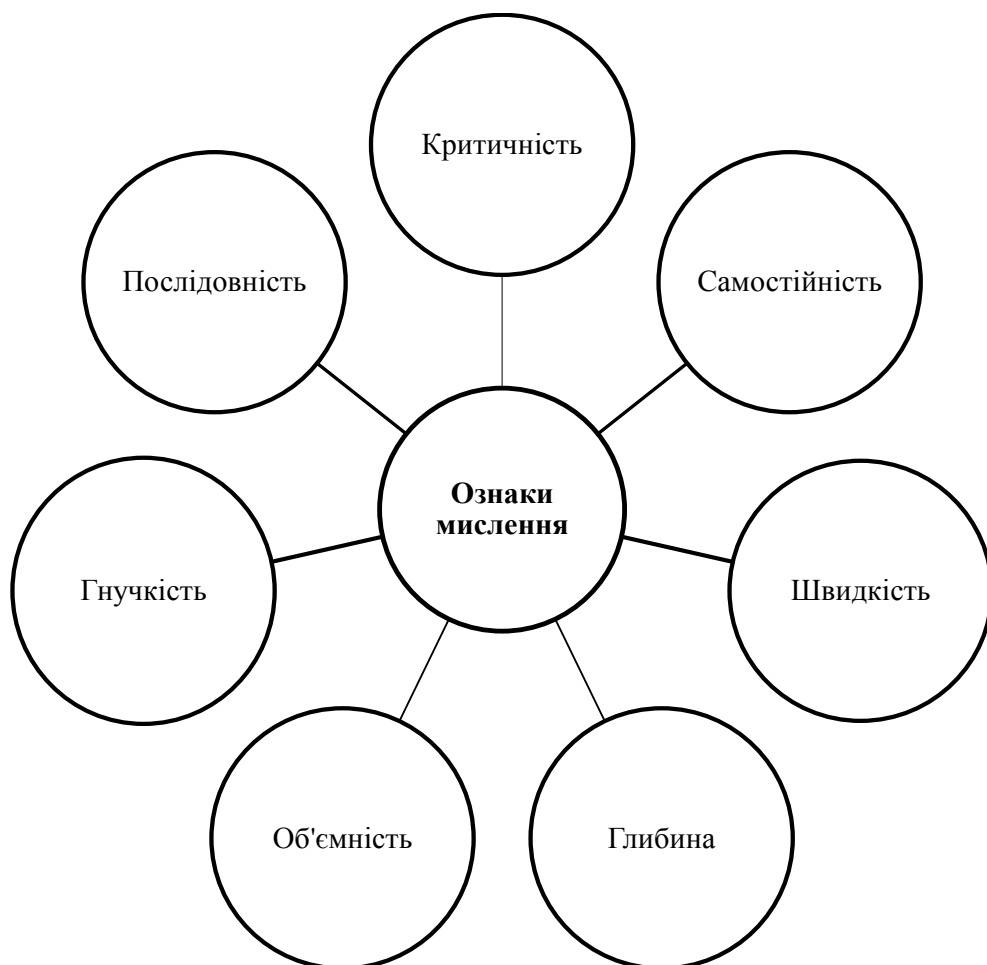 Критичність
Послідовність
Самостійність
Ознаки
мислення
Гнучкість
Швидкість
Об'ємність
Глибина